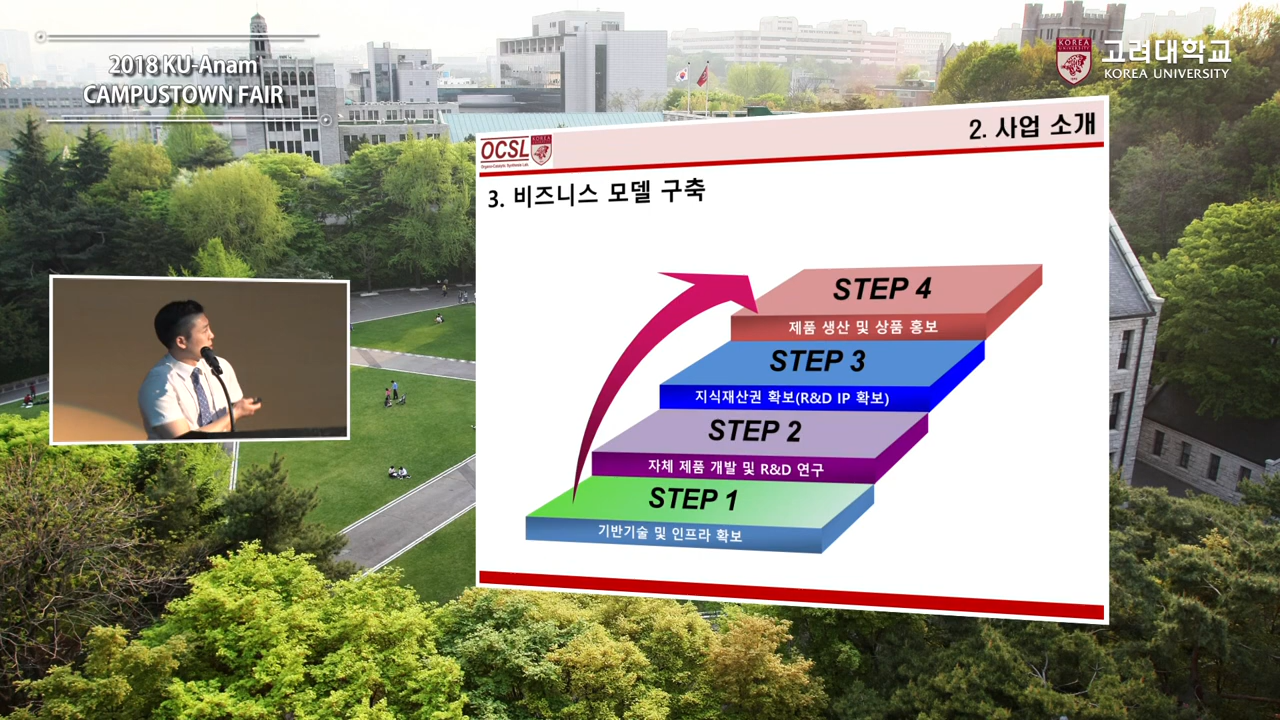 2018 KU-Anam
CAMPUSTOWN FAIR
KOREA
UNIVERSITY
고려대학교
KOREA UNIVERSITY
OCSL
KOREA
2. 사업 소개
3. 비즈니스 모델 구축
STEP 4
제품 생산 및 상품 홍보
STEP 3
지식재산권 확보(R&D IP 확보)
STEP 2
자체 제품 개발 및 R&D 연구
STEP 1
기반기술 및 인프라 확보